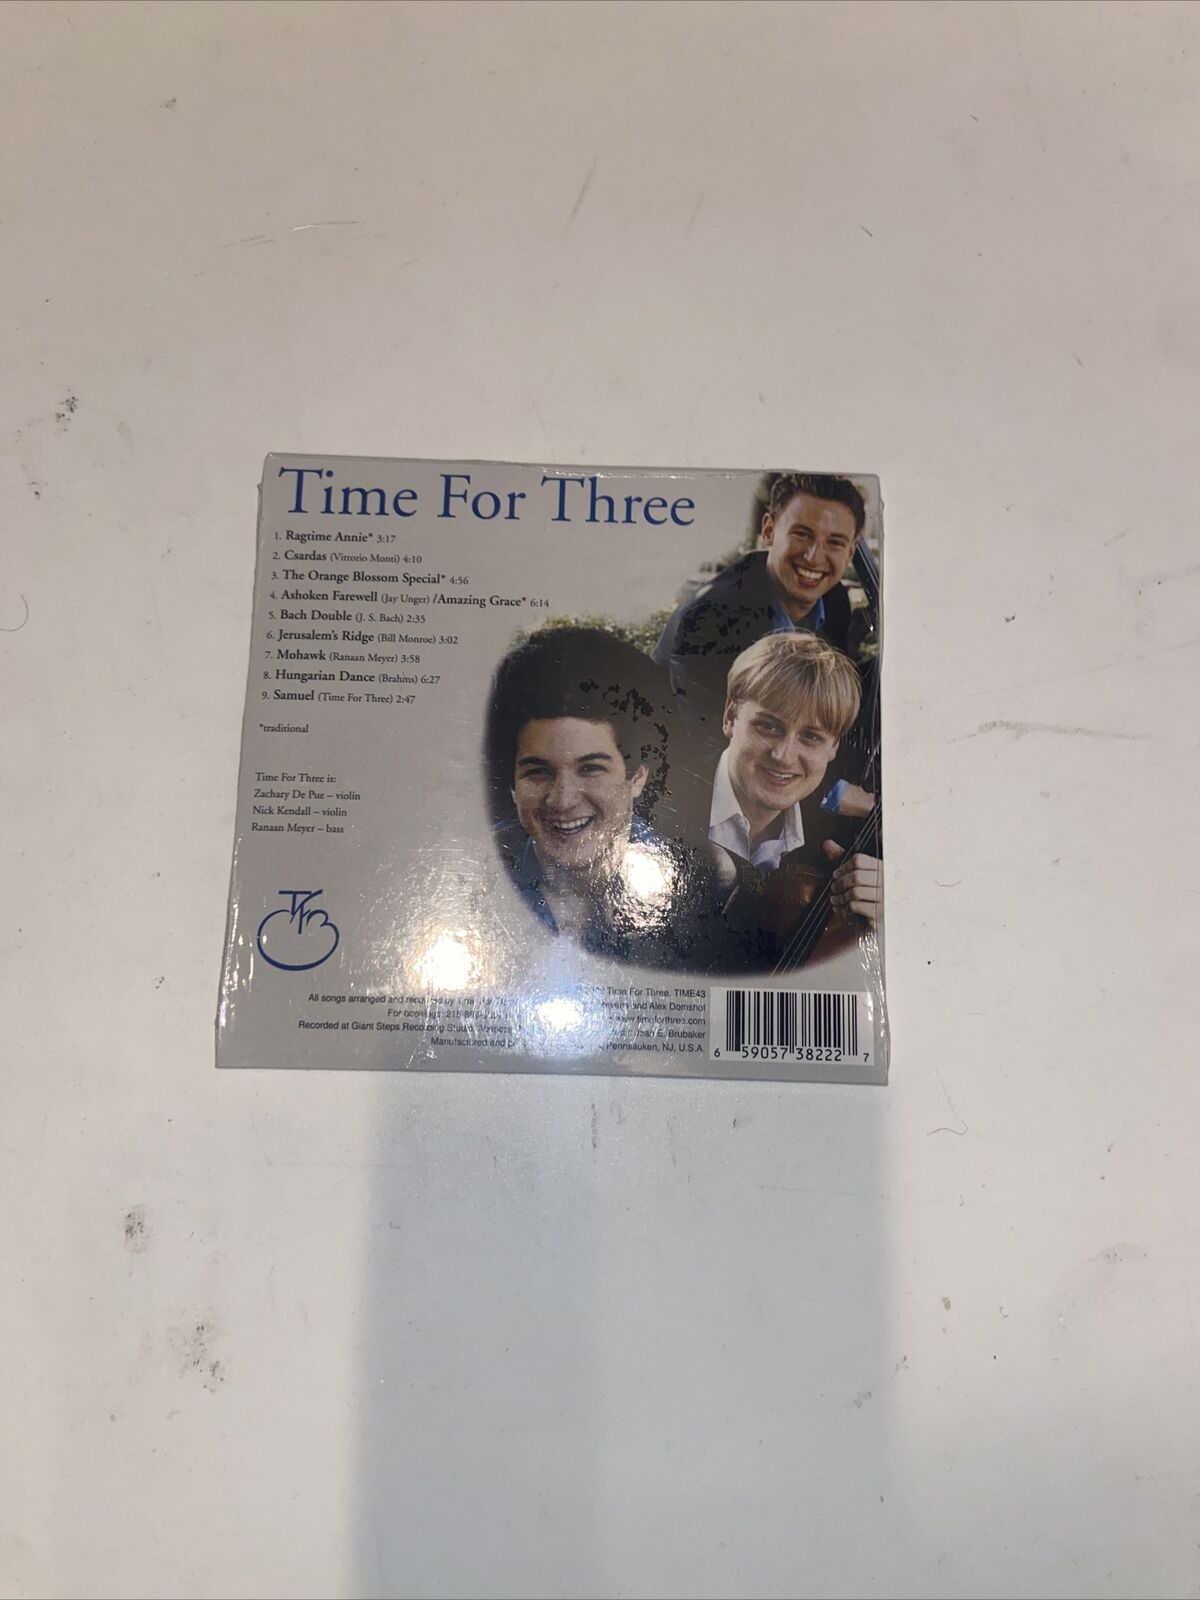 Time For Three
1. Ragtime Annie* 3:17
2. Csardas (Vittorio Monti) 4:10
3. The Orange Blossom Special* 4:56
4. Ashoken Farewell (Jay Unger) /Amazing Grace* 6:14
5. Bach Double (J. S. Bach) 2:35
6. Jerusalem's Ridge (Bill Monroe) 3:02
7. Mohawk (Ranaan Meyer) 3:58
8. Hungarian Dance (Brahms) 6:27
9. Samuel (Time For Three) 2:47
*traditional
Time For Three is:
Zachary De Pue – violin
Nick Kendall – violin
Ranaan Meyer – bass
Tf3
Time For Three. TIME43
All songs arranged and by Time and Alex Domshot
For www.timeforthree.com
Recorded at Giant Steps Recording Studio, E. Brubaker
Manufactured and Pennsauken, NJ, U.S.A.
6 59057 38222 7